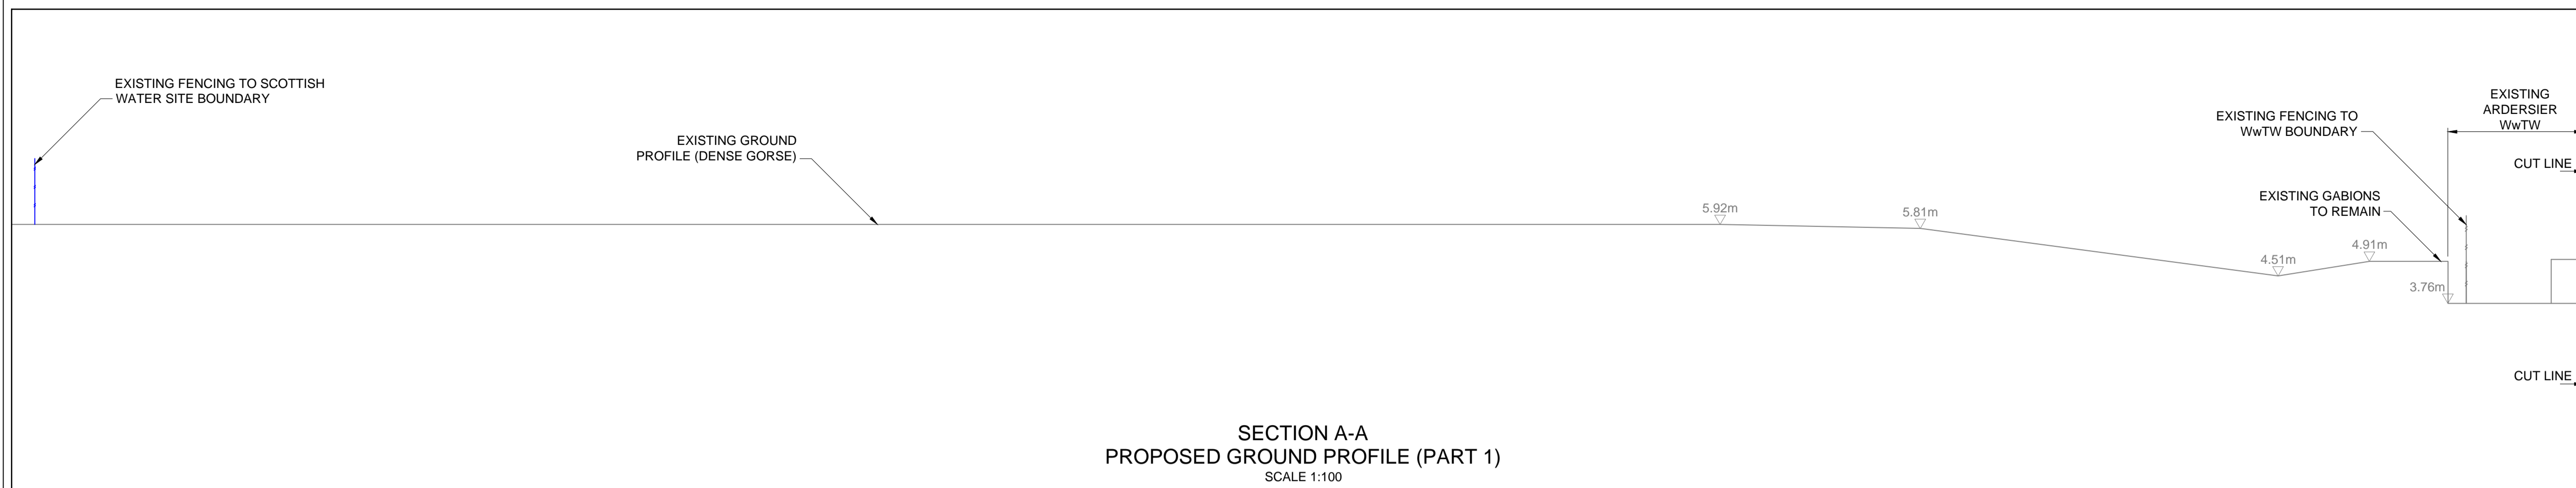 EXISTING FENCING TO SCOTTISH
WATER SITE BOUNDARY
EXISTING GROUND
PROFILE (DENSE GORSE)
5.92m
5.81m
4.51m
4.91m
3.76m
EXISTING FENCING TO
WwTW BOUNDARY
EXISTING GABIONS
TO REMAIN
EXISTING
ARDERSIER
WwTW
CUT LINE
CUT LINE
SECTION A-A
PROPOSED GROUND PROFILE (PART 1)
SCALE 1:100